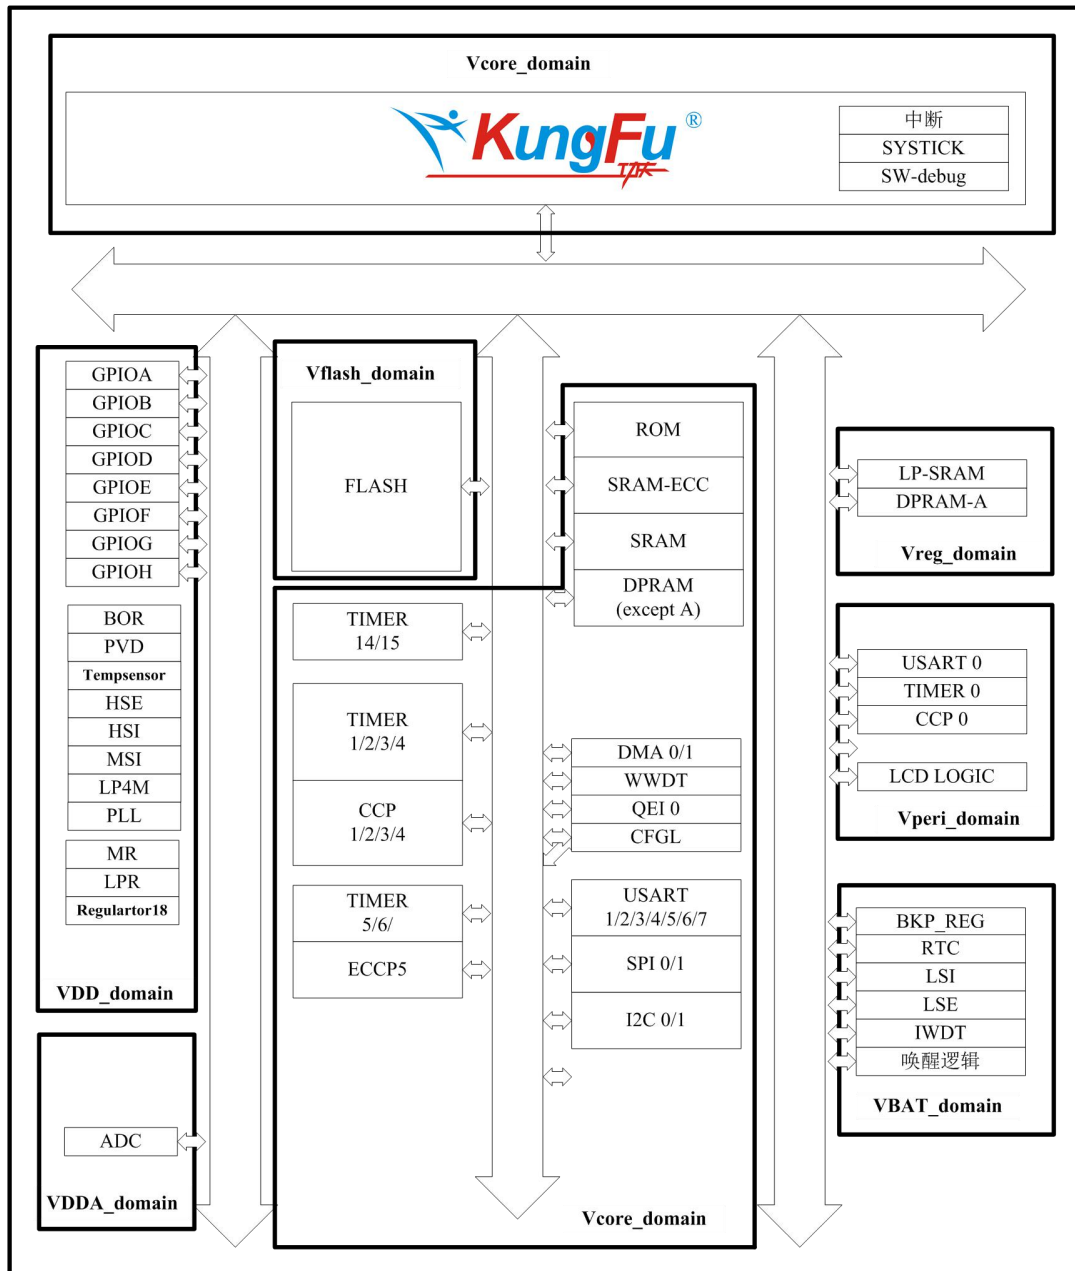 Vcore_domain
KungFu®
中断
SYSTICK
SW-debug
GPIOA
GPIOB
GPIOC
GPIOD
GPIOE
GPIOF
GPIOG
GPIOH
BOR
PVD
Tempsensor
HSE
HSI
MSI
LP4M
PLL
MR
LPR
Regulartor18
VDD_domain
ADC
VDDA_domain
Vflash_domain
FLASH
TIMER
14/15
TIMER
1/2/3/4
CCP
1/2/3/4
TIMER
5/6/
ECCP5
ROM
SRAM-ECC
SRAM
DPRAM
(except A)
DMA 0/1
WWDT
QEI 0
CFGL
USART
1/2/3/4/5/6/7
SPI 0/1
I2C 0/1
Vcore_domain
LP-SRAM
DPRAM-A
Vreg_domain
USART 0
TIMER 0
CCP 0
LCD LOGIC
Vperi_domain
BKP_REG
RTC
LSI
LSE
IWDT
唤醒逻辑
VBAT_domain